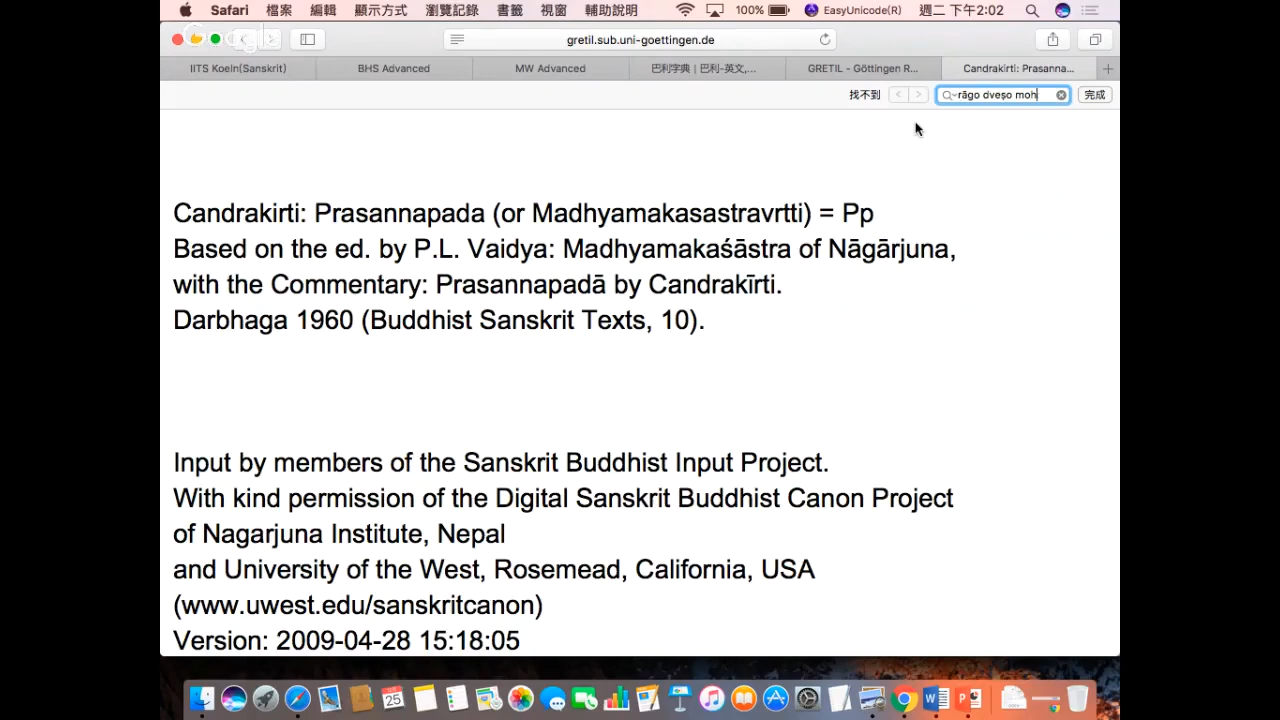 Safari 檔案 編輯 顯示方式 瀏覽記錄 書籤 視窗 輔助說明 100% EasyUnicode(R) 週二 下午2:02
gretil.sub.uni-goettingen.de
IITS Koeln(Sanskrit) BHS Advanced MW Advanced 巴利字典 | 巴利-英文,... GRETIL - Göttingen R... Candrakirti: Prasanna...
找不到 rāgo dveṣo moh 完成
Candrakirti: Prasannapada (or Madhyamakasastravrtti) = Pp
Based on the ed. by P.L. Vaidya: Madhyamakaśāstra of Nāgārjuna,
with the Commentary: Prasannapadā by Candrakīrti.
Darbhaga 1960 (Buddhist Sanskrit Texts, 10).
Input by members of the Sanskrit Buddhist Input Project.
With kind permission of the Digital Sanskrit Buddhist Canon Project
of Nagarjuna Institute, Nepal
and University of the West, Rosemead, California, USA
(www.uwest.edu/sanskritcanon)
Version: 2009-04-28 15:18:05
25